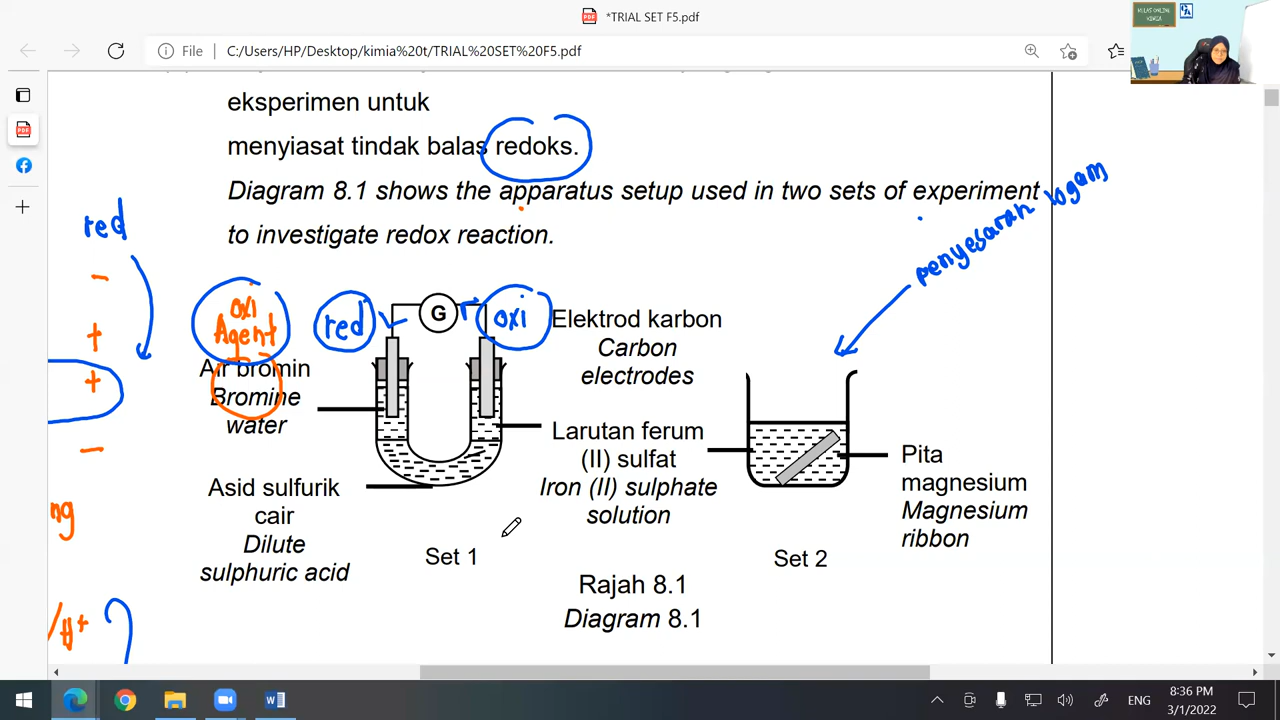 *TRIAL SET F5.pdf
File
C:/Users/HP/Desktop/kimia%20t/TRIAL%20SET%20F5.pdf
KELAS ONLINE
KIMIA
eksperimen untuk
menyiasat tindak balas redoks.
Diagram 8.1 shows the apparatus setup used in two sets of experiment
to investigate redox reaction.
penyesaran logam
red
-
+
+
-
oxi
Agent
red
G
oxi
Elektrod karbon
Carbon
electrodes
Air bromin
Bromine
water
Larutan ferum
(II) sulfat
Iron (II) sulphate
solution
Pita
magnesium
Magnesium
ribbon
Asid sulfurik
cair
Dilute
sulphuric acid
ng
/H+
Set 1
Set 2
Rajah 8.1
Diagram 8.1
W
ENG
8:36 PM
3/1/2022